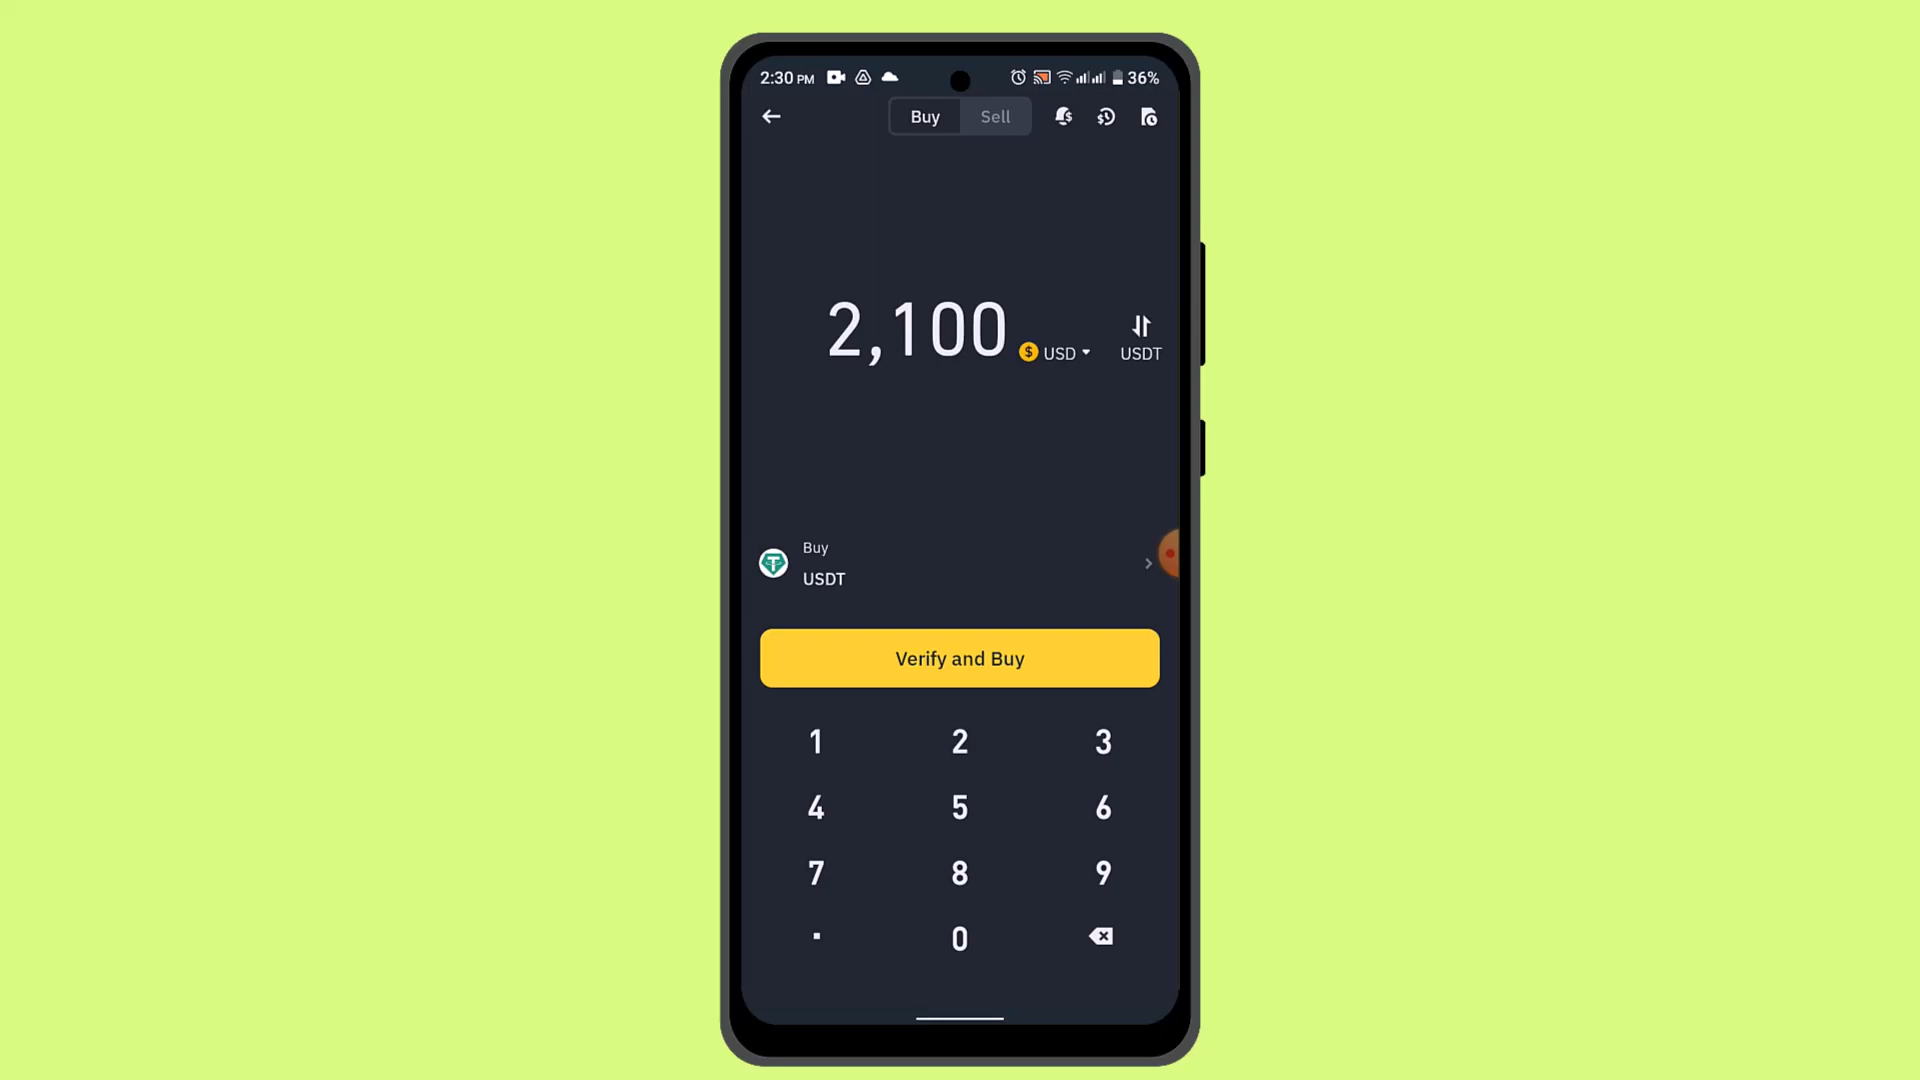 2:30 PM 36%
Buy Sell
2,100 $ USD USDT
Buy
USDT
Verify and Buy
1 2 3
4 5 6
7 8 9
. 0